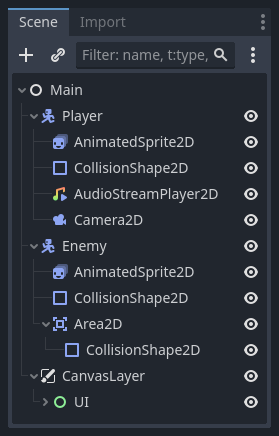 Scene Import
Filter: name, t:type,
Main
Player
AnimatedSprite2D
CollisionShape2D
AudioStreamPlayer2D
Camera2D
Enemy
AnimatedSprite2D
CollisionShape2D
Area2D
CollisionShape2D
CanvasLayer
UI